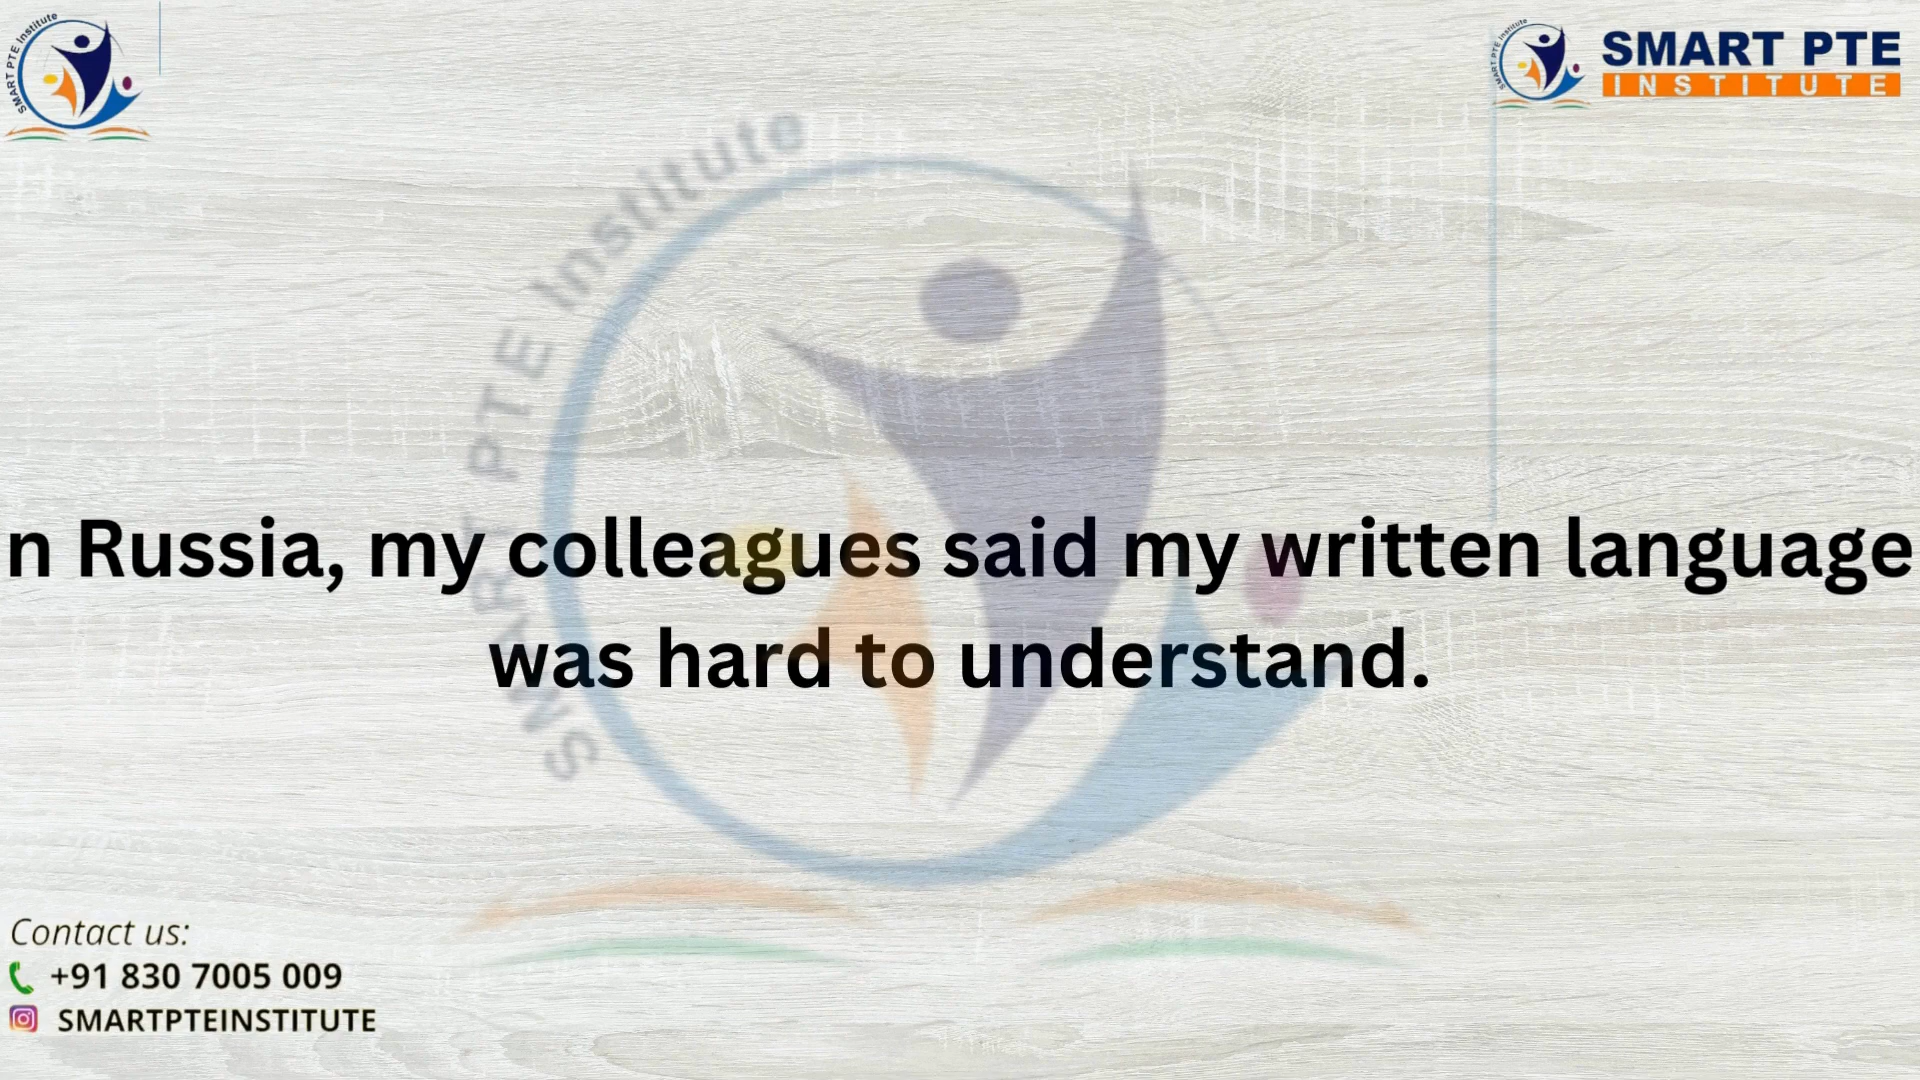 SMART PTE Institute
SMART PTE Institute
SMART PTE
INSTITUTE
SMART PTE Institute
n Russia, my colleagues said my written language
was hard to understand.
Contact us:
+91 830 7005 009
SMARTPTEINSTITUTE